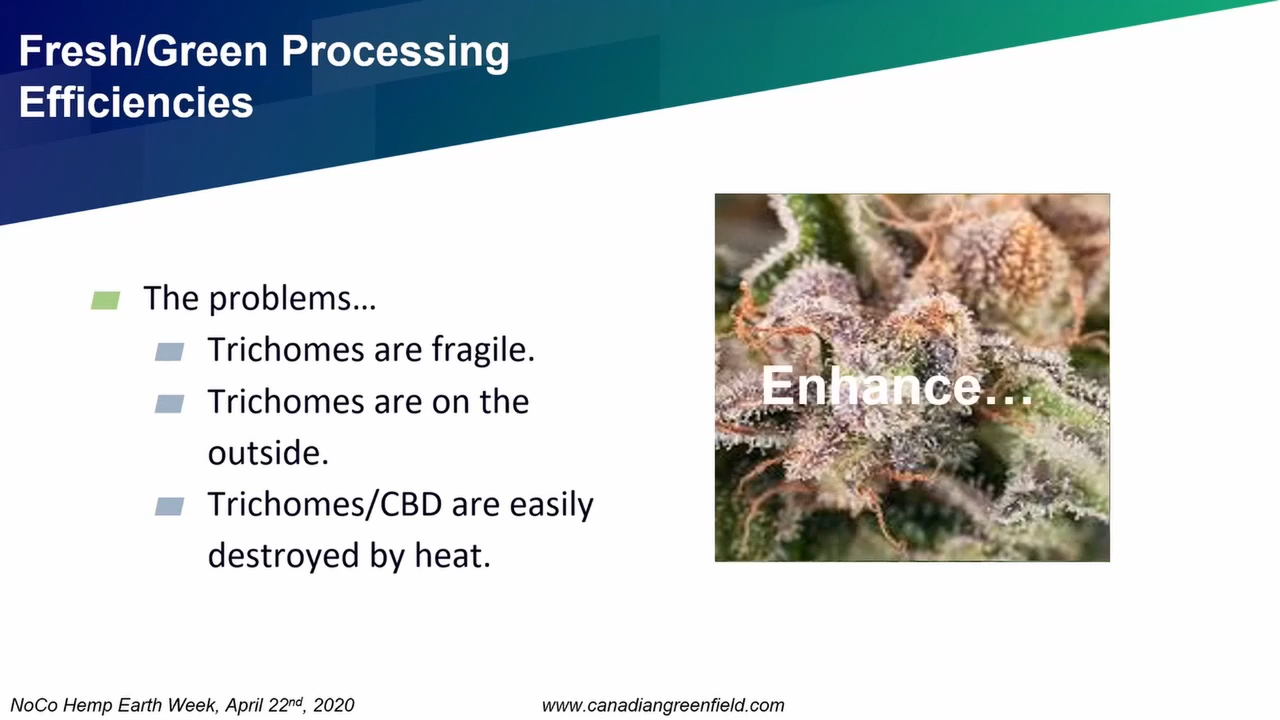 Fresh/Green Processing
Efficiencies
The problems...
Trichomes are fragile.
Trichomes are on the
outside.
Trichomes/CBD are easily
destroyed by heat.
Enhance...
NoCo Hemp Earth Week, April 22nd, 2020
www.canadiangreenfield.com